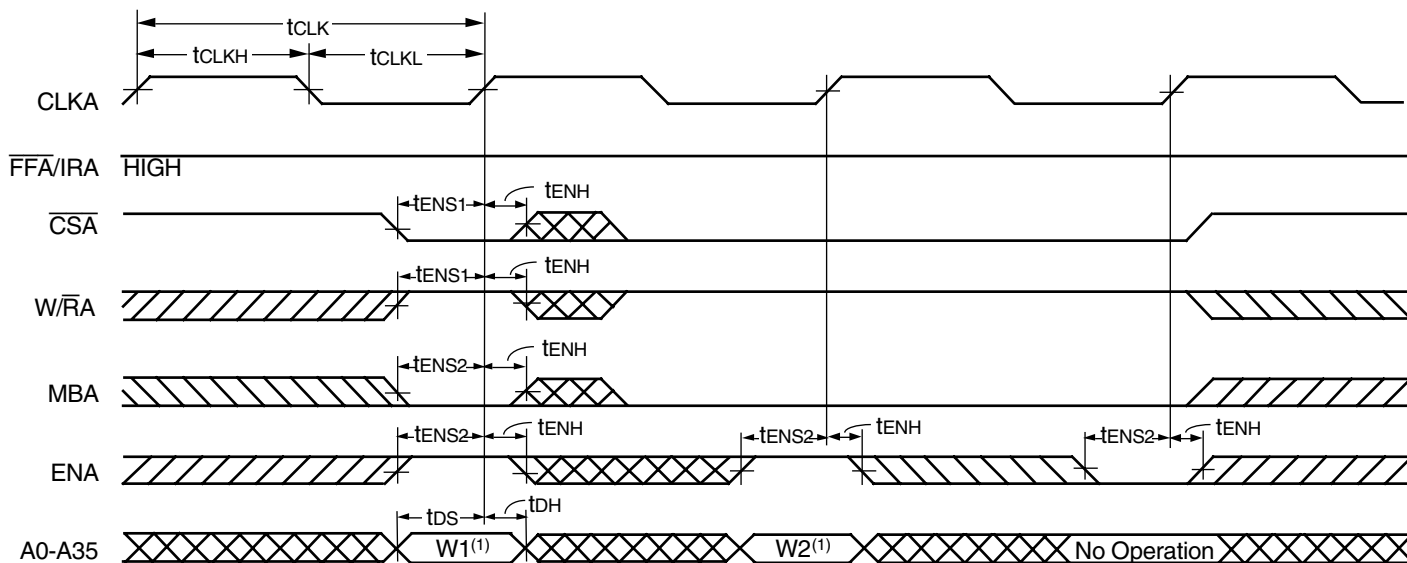 tCLK
tCLKH tCLKL
CLKA
FFA/IRA HIGH
tENS1 tENH
CSA
tENS1 tENH
W/RA
tENS2 tENH
MBA
tENS2 tENH tENS2 tENH tENS2 tENH
ENA
tDS tDH
A0-A35 W1(1) W2(1) No Operation